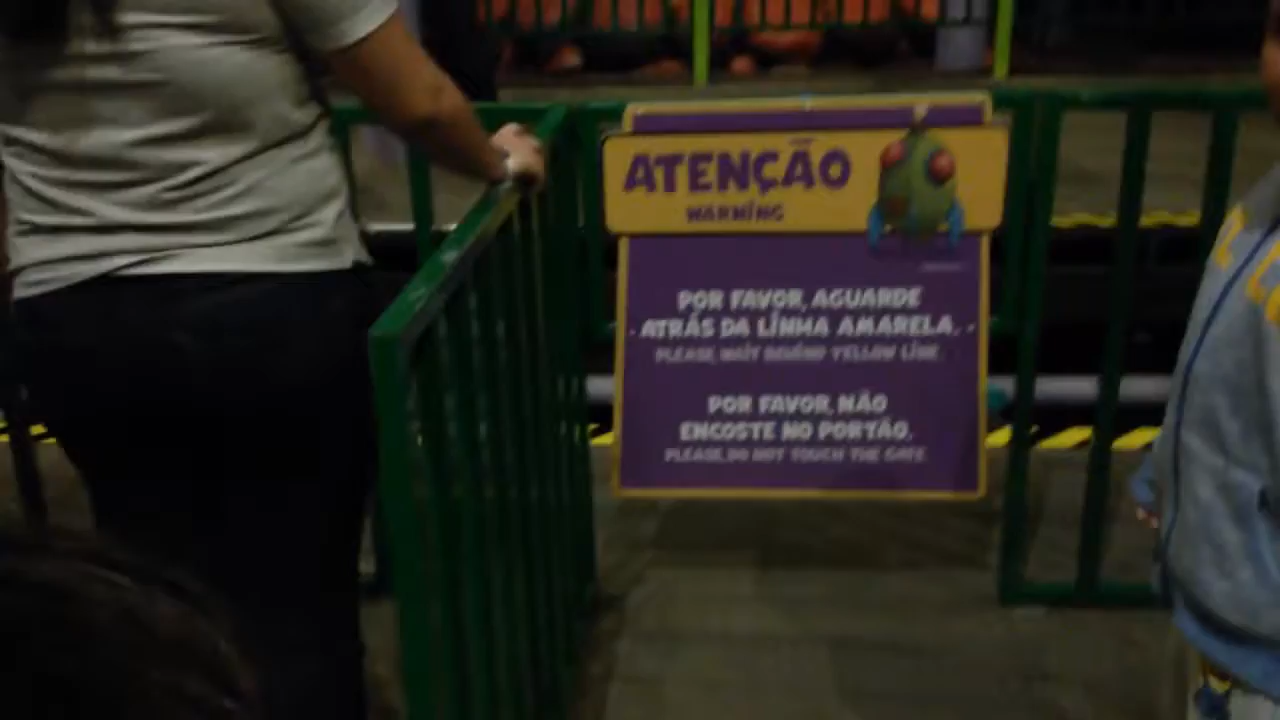 ATENÇÃO
WARNING
POR FAVOR, AGUARDE
ATRÁS DA LINHA AMARELA.
PLEASE, WAIT BEHIND YELLOW LINE.
POR FAVOR, NÃO
ENCOSTE NO PORTÃO.
PLEASE, DO NOT TOUCH THE GATE.